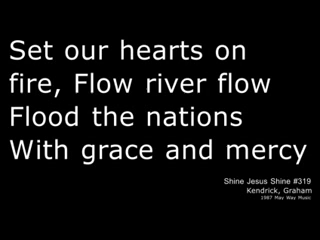 Set our hearts on
fire, Flow river flow
Flood the nations
With grace and mercy
Shine Jesus Shine #319
Kendrick, Graham
1987 May Way Music